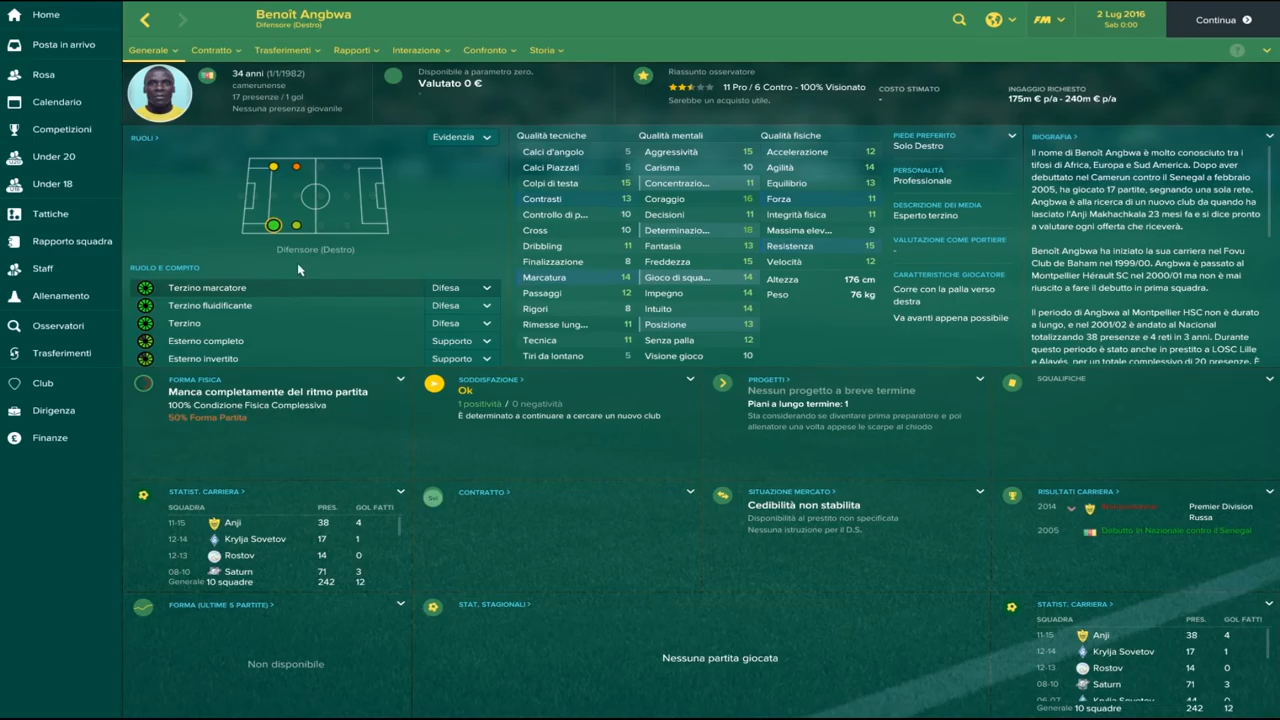 Home
Posta in arrivo
Rosa
Calendario
Competizioni
Under 20
Under 18
Tattiche
Rapporto squadra
Staff
Allenamento
Osservatori
Trasferimenti
Club
Dirigenza
Finanze
Benoît Angbwa
Difensore (Destro)
FM
2 Lug 2016
Sab 0:00
Continua
Generale
Contratto
Trasferimenti
Rapporti
Interazione
Confronto
Storia
34 anni (1/1/1982)
camerunense
17 presenze / 1 gol
Nessuna presenza giovanile
Disponibile a parametro zero.
Valutato 0 €
-
Riassunto osservatore
11 Pro / 6 Contro - 100% Visionato
Sarebbe un acquisto utile.
COSTO STIMATO
-
INGAGGIO RICHIESTO
175m € p/a - 240m € p/a
RUOLI >
Evidenzia
Difensore (Destro)
RUOLO E COMPITO
Terzino marcatore Difesa
Terzino fluidificante Difesa
Terzino Difesa
Esterno completo Supporto
Esterno invertito Supporto
Qualità tecniche
Calci d'angolo 5
Calci Piazzati 5
Colpi di testa 15
Contrasti 13
Controllo di p... 10
Cross 10
Dribbling 11
Finalizzazione 8
Marcatura 14
Passaggi 12
Rigori 8
Rimesse lung... 11
Tecnica 11
Tiri da lontano 5
Qualità mentali
Aggressività 15
Carisma 10
Concentrazio... 11
Coraggio 16
Decisioni 11
Determinazio... 18
Fantasia 13
Freddezza 15
Gioco di squa... 14
Impegno 14
Intuito 14
Posizione 13
Senza palla 12
Visione gioco 10
Qualità fisiche
Accelerazione 12
Agilità 14
Equilibrio 13
Forza 11
Integrità fisica 11
Massima elev... 9
Resistenza 15
Velocità 12
Altezza 176 cm
Peso 76 kg
PIEDE PREFERITO
Solo Destro
PERSONALITÀ
Professionale
DESCRIZIONE DEI MEDIA
Esperto terzino
VALUTAZIONE COME PORTIERE
-
CARATTERISTICHE GIOCATORE
Corre con la palla verso
destra
Va avanti appena possibile
BIOGRAFIA >
Il nome di Benoît Angbwa è molto conosciuto tra i
tifosi di Africa, Europa e Sud America. Dopo aver
debuttato nel Camerun contro il Senegal a febbraio
2005, ha giocato 17 partite, segnando una sola rete.
Angbwa è alla ricerca di un nuovo club da quando ha
lasciato l'Anji Makhachkala 23 mesi fa e si dice pronto
a valutare ogni offerta che riceverà.
Benoît Angbwa ha iniziato la sua carriera nel Fovu
Club de Baham nel 1999/00. Angbwa è passato al
Montpellier Hérault SC nel 2000/01 ma non è mai
riuscito a fare il debutto in prima squadra.
Il periodo di Angbwa al Montpellier HSC non è durato
a lungo, e nel 2001/02 è andato al Nacional
totalizzando 38 presenze e 4 reti in 3 anni. Durante
questo periodo è stato anche in prestito a LOSC Lille
e Alavés, per un totale complessivo di 20 presenze. È
FORMA FISICA
Manca completamente del ritmo partita
100% Condizione Fisica Complessiva
50% Forma Partita
SODDISFAZIONE >
Ok
1 positività / 0 negatività
È determinato a continuare a cercare un nuovo club
PROGETTI >
Nessun progetto a breve termine
Piani a lungo termine: 1
Sta considerando se diventare prima preparatore e poi
allenatore una volta appese le scarpe al chiodo
SQUALIFICHE
STATIST. CARRIERA >
SQUADRA PRES. GOL FATTI
11-15 Anji 38 4
12-14 Krylja Sovetov 17 1
12-13 Rostov 14 0
08-10 Saturn 71 3
Generale 10 squadre 242 12
Svi
CONTRATTO >
SITUAZIONE MERCATO >
Cedibilità non stabilita
Disponibilità al prestito non specificata
Nessuna istruzione per il D.S.
RISULTATI CARRIERA >
2014 Premier Division
Russa
2005 Debutto in Nazionale contro il Senegal
FORMA (ULTIME 5 PARTITE) >
Non disponibile
STAT. STAGIONALI >
Nessuna partita giocata
STATIST. CARRIERA >
SQUADRA PRES. GOL FATTI
11-15 Anji 38 4
12-14 Krylja Sovetov 17 1
12-13 Rostov 14 0
08-10 Saturn 71 3
06-07 Krylja Sovetov 44 0
Generale 10 squadre 242 12